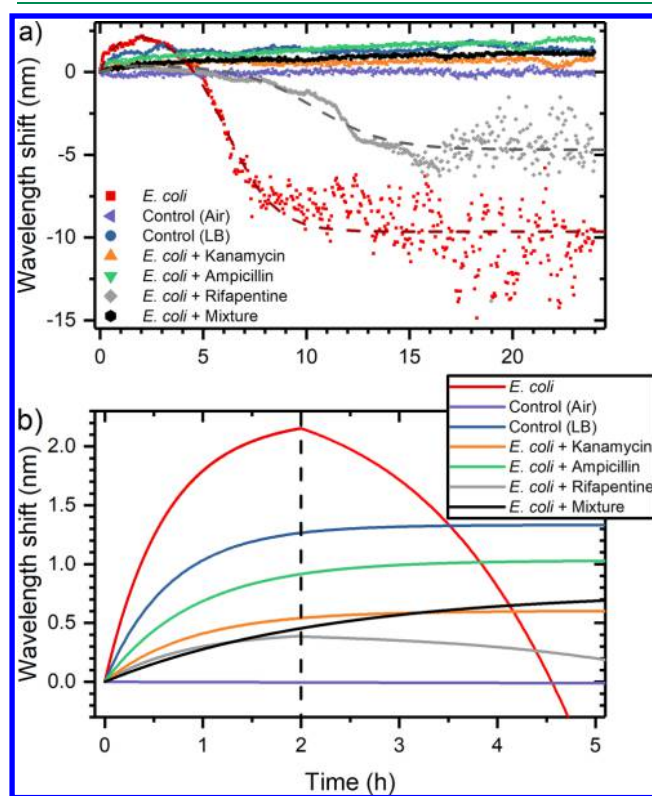 a)
Wavelength shift (nm)
0
-5
-10
-15
E. coli
Control (Air)
Control (LB)
E. coli + Kanamycin
E. coli + Ampicillin
E. coli + Rifapentine
E. coli + Mixture
0 5 10 15 20
b)
Wavelength shift (nm)
2.0
1.5
1.0
0.5
0.0
E. coli
Control (Air)
Control (LB)
E. coli + Kanamycin
E. coli + Ampicillin
E. coli + Rifapentine
E. coli + Mixture
0 1 2 3 4 5
Time (h)